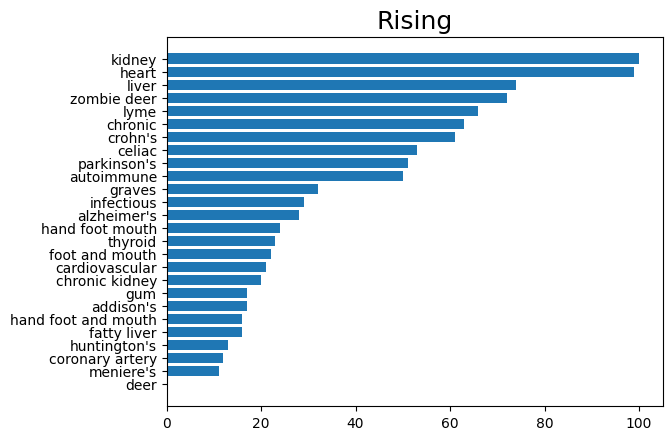 Rising
kidney
heart
liver
zombie deer
lyme
chronic
crohn's
celiac
parkinson's
autoimmune
graves
infectious
alzheimer's
hand foot mouth
thyroid
foot and mouth
cardiovascular
chronic kidney
gum
addison's
hand foot and mouth
fatty liver
huntington's
coronary artery
meniere's
deer
0 20 40 60 80 100